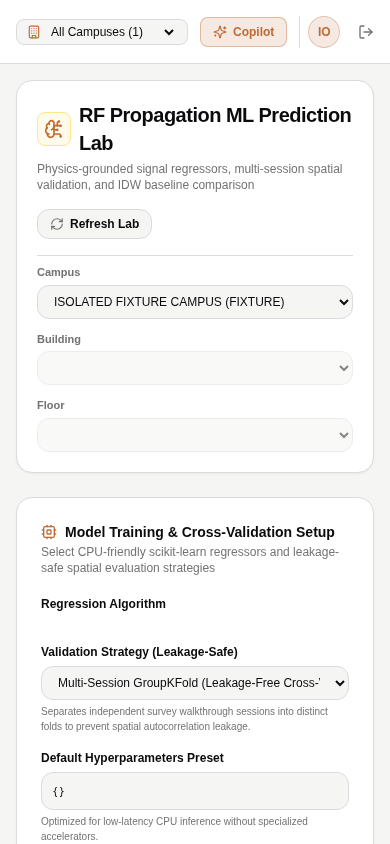 All Campuses (1)
Copilot
IO
RF Propagation ML Prediction
Lab
Physics-grounded signal regressors, multi-session spatial
validation, and IDW baseline comparison
Refresh Lab
Campus
ISOLATED FIXTURE CAMPUS (FIXTURE)
Building
Floor
Model Training & Cross-Validation Setup
Select CPU-friendly scikit-learn regressors and leakage-
safe spatial evaluation strategies
Regression Algorithm
Validation Strategy (Leakage-Safe)
Multi-Session GroupKFold (Leakage-Free Cross-
Separates independent survey walkthrough sessions into distinct
folds to prevent spatial autocorrelation leakage.
Default Hyperparameters Preset
{}
Optimized for low-latency CPU inference without specialized
accelerators.